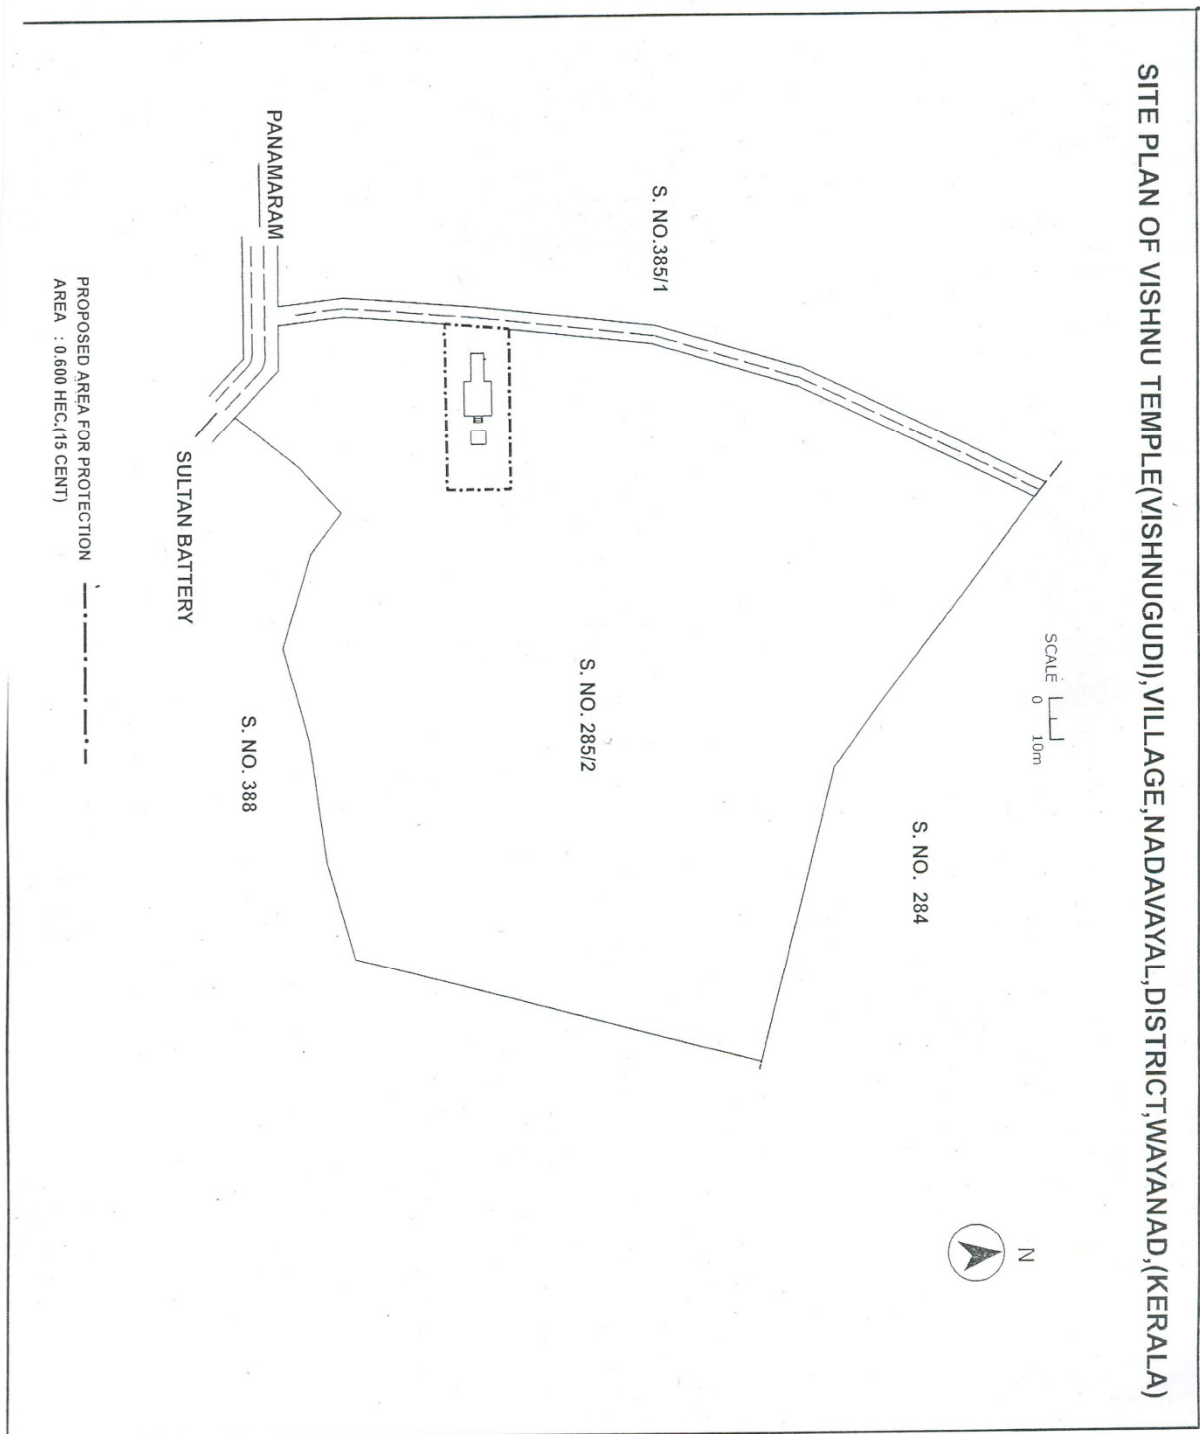 SITE PLAN OF VISHNU TEMPLE(VISHNUGUDI),VILLAGE,NADAVAYAL,DISTRICT,WAYANAD,(KERALA)
SCALE
0 10m
N
S. NO. 284
S. NO.385/1
S. NO. 285/2
PANAMARAM
S. NO. 388
SULTAN BATTERY
PROPOSED AREA FOR PROTECTION
AREA : 0.600 HEC.(15 CENT)